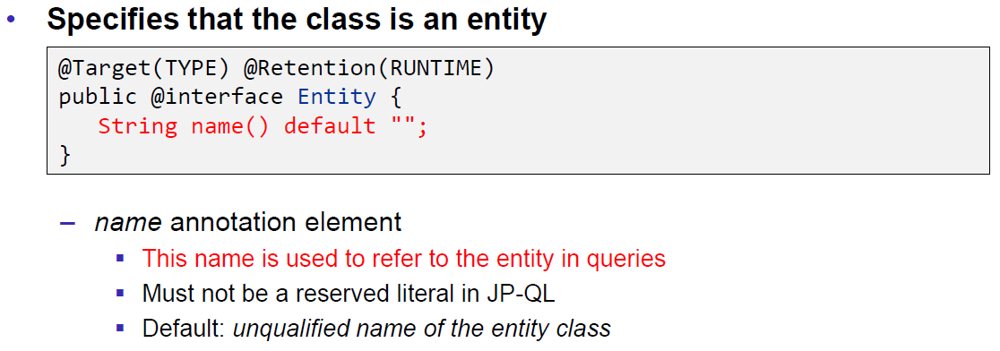 • Specifies that the class is an entity
@Target(TYPE) @Retention(RUNTIME)
public @interface Entity {
   String name() default "";
}
– name annotation element
▪ This name is used to refer to the entity in queries
▪ Must not be a reserved literal in JP-QL
▪ Default: unqualified name of the entity class